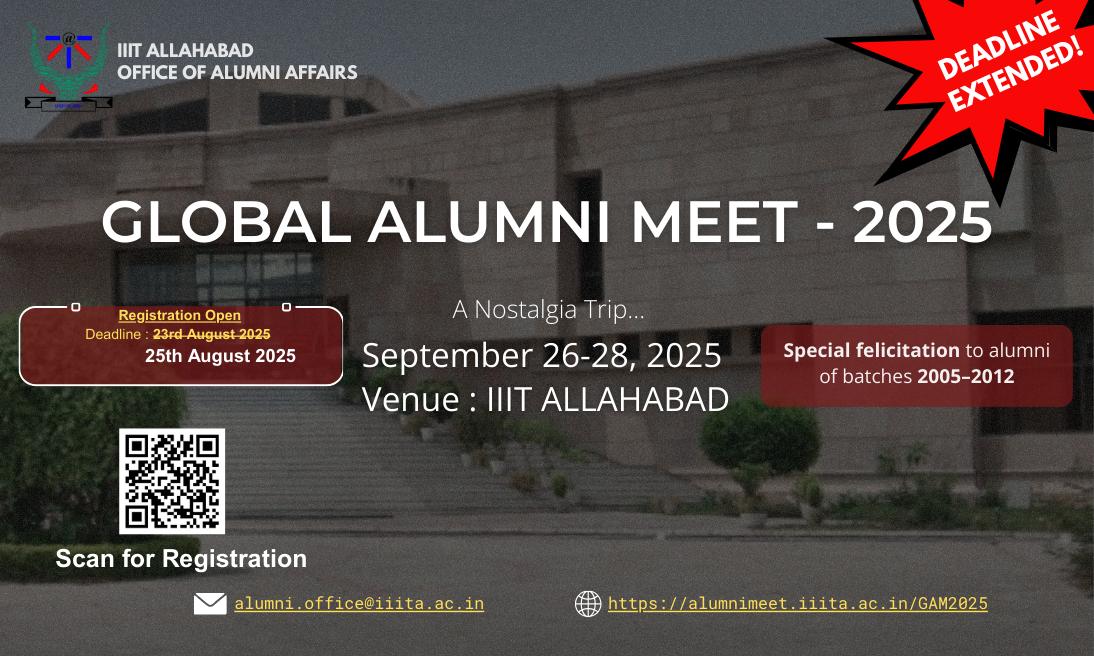 IIIT ALLAHABAD
OFFICE OF ALUMNI AFFAIRS
DEADLINE
EXTENDED!
GLOBAL ALUMNI MEET - 2025
Registration Open
Deadline : 23rd August 2025
25th August 2025
A Nostalgia Trip...
September 26-28, 2025
Venue : IIIT ALLAHABAD
Special felicitation to alumni
of batches 2005–2012
Scan for Registration
alumni.office@iiita.ac.in
https://alumnimeet.iiita.ac.in/GAM2025